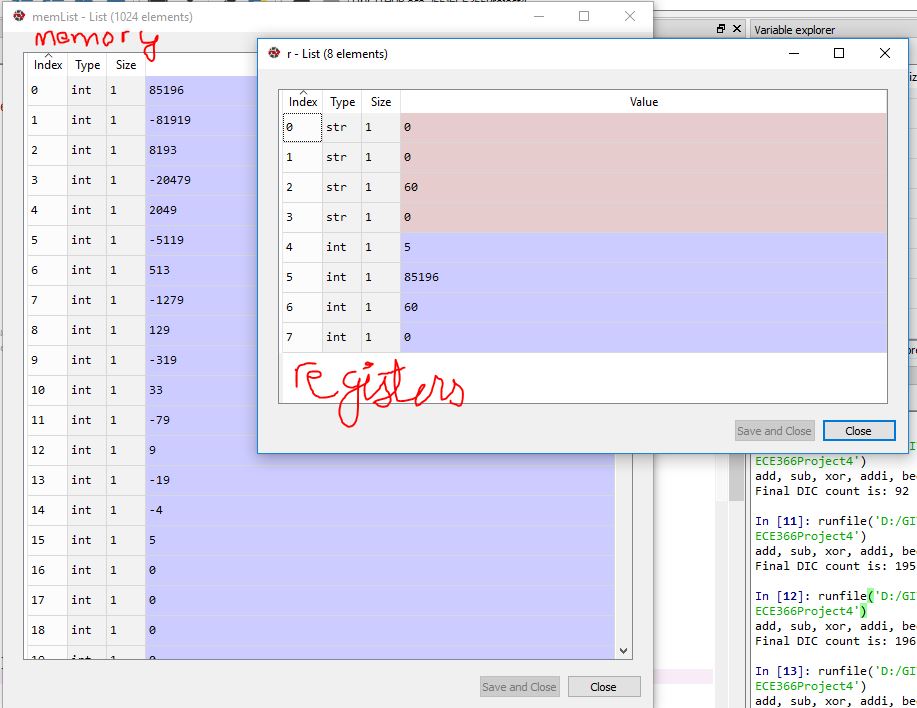 memList - List (1024 elements)
memory
Index Type Size
0 int 1 85196
1 int 1 -81919
2 int 1 8193
3 int 1 -20479
4 int 1 2049
5 int 1 -5119
6 int 1 513
7 int 1 -1279
8 int 1 129
9 int 1 -319
10 int 1 33
11 int 1 -79
12 int 1 9
13 int 1 -19
14 int 1 -4
15 int 1 5
16 int 1 0
17 int 1 0
18 int 1 0
Save and Close Close
r - List (8 elements)
Index Type Size Value
0 str 1 0
1 str 1 0
2 str 1 60
3 str 1 0
4 int 1 5
5 int 1 85196
6 int 1 60
7 int 1 0
registers
Save and Close Close
Variable explorer
ECE366Project4')
add, sub, xor, addi, be
Final DIC count is: 92
In [11]: runfile('D:/GI
ECE366Project4')
add, sub, xor, addi, be
Final DIC count is: 195
In [12]: runfile('D:/GI
ECE366Project4')
add, sub, xor, addi, be
Final DIC count is: 196
In [13]: runfile('D:/GI
ECE366Project4')
add, sub, xor, addi, be